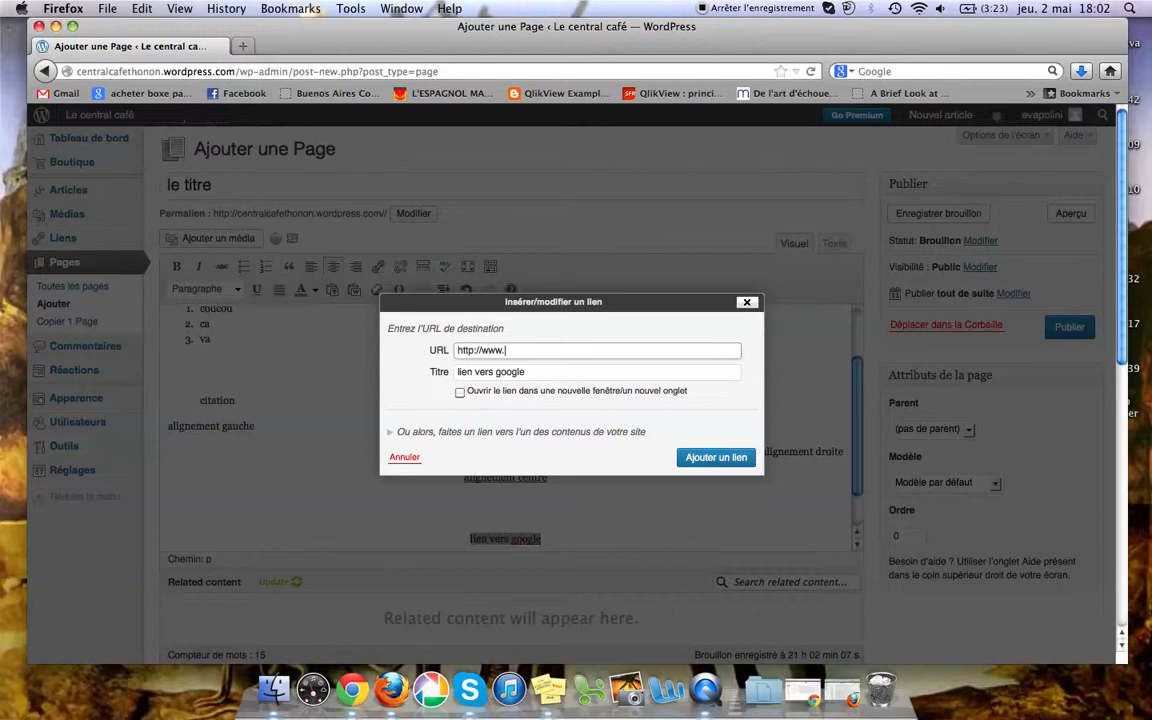 Firefox File Edit View History Bookmarks Tools Window Help Arrêter l'enregistrement (3:23) jeu. 2 mai 18:02
Ajouter une Page ‹ Le central café — WordPress
Ajouter une Page ‹ Le central ca...
centralcafethonon.wordpress.com/wp-admin/post-new.php?post_type=page Google
Gmail acheter boxe pa... Facebook Buenos Aires Co... L'ESPAGNOL MA... QlikView Exampl... QlikView : princi... De l'art d'échoue... A Brief Look at ... » Bookmarks
Le central café Go Premium Nouvel article evapolini
Tableau de bord
Boutique
Articles
Médias
Liens
Pages
Toutes les pages
Ajouter
Copier 1 Page
Commentaires
Apparence
Utilisateurs
Outils
Réglages
Réduire le menu
Options de l'écran Aide
Ajouter une Page
le titre
Permalien : http://centralcafethonon.wordpress.com// Modifier
Ajouter un média
Visuel Texte
B I ABC
Paragraphe U A
1. coucou
2. ca
3. va
citation
alignement gauche
alignement droite
alignement centre
lien vers google
Chemin: p
Related content Update Search related content...
Related content will appear here.
Compteur de mots : 15 Brouillon enregistré à 21 h 02 min 07 s.
Insérer/modifier un lien
Entrez l'URL de destination
URL http://www.
Titre lien vers google
Ouvrir le lien dans une nouvelle fenêtre/un nouvel onglet
Ou alors, faites un lien vers l'un des contenus de votre site
Annuler Ajouter un lien
Publier
Enregistrer brouillon Aperçu
Statut: Brouillon Modifier
Visibilité : Public Modifier
Publier tout de suite Modifier
Déplacer dans la Corbeille Publier
Attributs de la page
Parent
(pas de parent)
Modèle
Modèle par défaut
Ordre
0
Besoin d'aide ? Utiliser l'onglet Aide présent
dans le coin supérieur droit de votre écran.
va
42
09
10
32
17
39
er